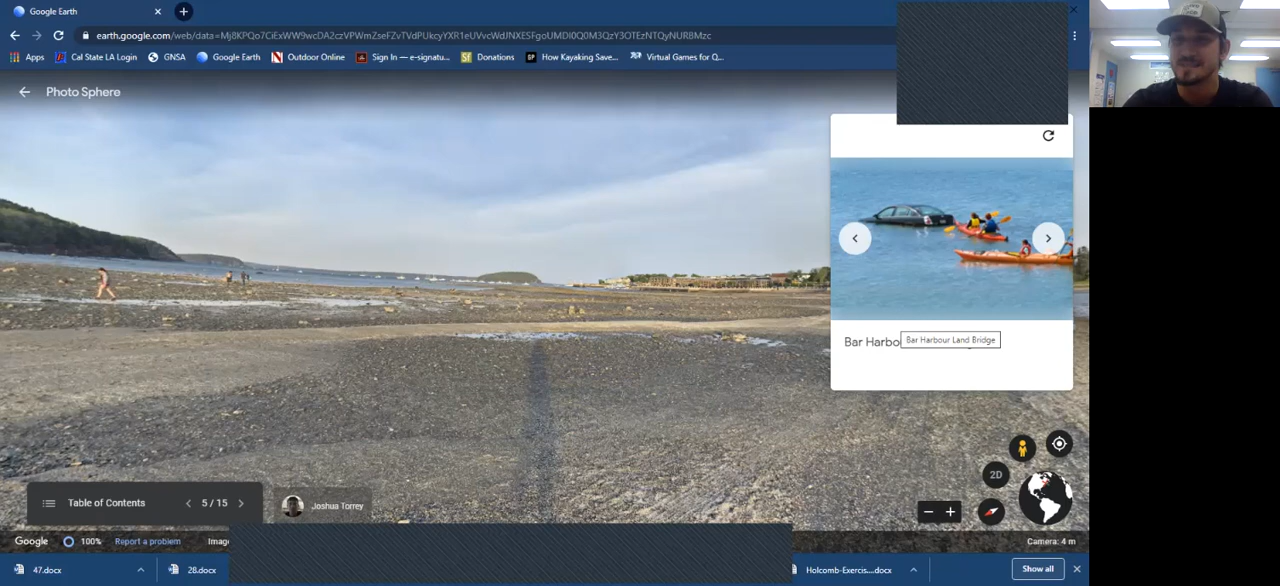 Google Earth
earth.google.com/web/data=Mj8KPQo7CiExWW9wcDA2czVPWmZseFZvTVdPUkcyYXR1eUVvcWdJNXESFgoUMDI0Q0M3QzY3OTEzNTQyNUR8Mzc
Apps Cal State LA Login GNSA Google Earth Outdoor Online Sign In — e-signatu... Donations How Kayaking Save... Virtual Games for Q...
Photo Sphere
Bar Harbo
Bar Harbour Land Bridge
2D
Table of Contents 5 / 15 Joshua Torrey
Google 100% Report a problem Imag Camera: 4 m
47.docx 28.docx Holcomb-Exercis....docx Show all